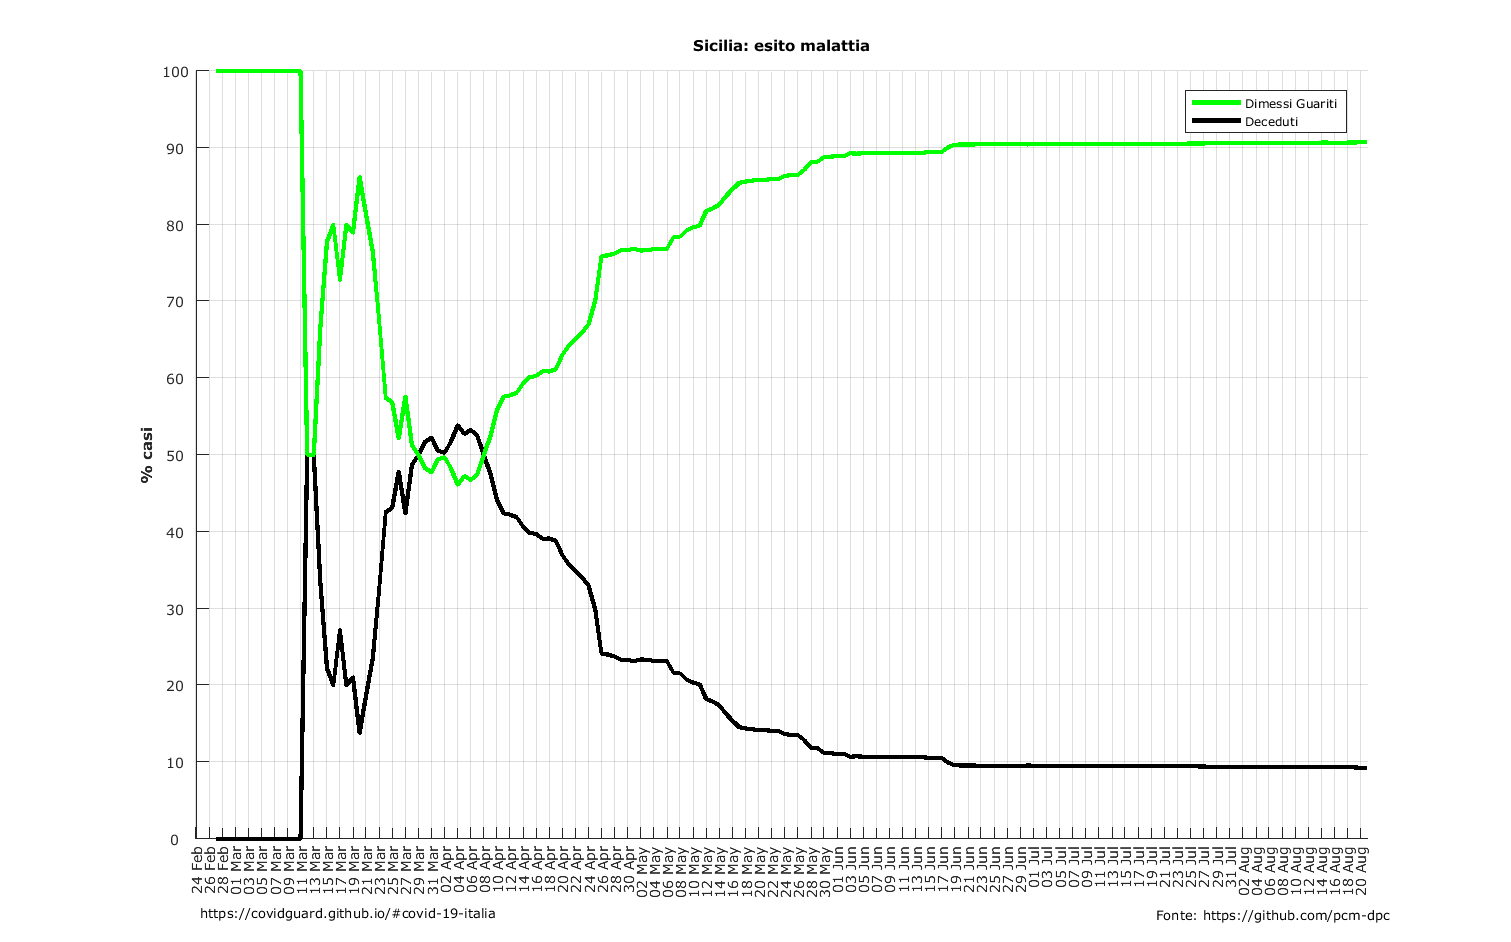 Sicilia: esito malattia
100
90
80
70
60
50
40
30
20
10
0
% casi
Dimessi Guariti
Deceduti
24 Feb
26 Feb
28 Feb
01 Mar
03 Mar
05 Mar
07 Mar
09 Mar
11 Mar
13 Mar
15 Mar
17 Mar
19 Mar
21 Mar
23 Mar
25 Mar
27 Mar
29 Mar
31 Mar
02 Apr
04 Apr
06 Apr
08 Apr
10 Apr
12 Apr
14 Apr
16 Apr
18 Apr
20 Apr
22 Apr
24 Apr
26 Apr
28 Apr
30 Apr
02 May
04 May
06 May
08 May
10 May
12 May
14 May
16 May
18 May
20 May
22 May
24 May
26 May
28 May
30 May
01 Jun
03 Jun
05 Jun
07 Jun
09 Jun
11 Jun
13 Jun
15 Jun
17 Jun
19 Jun
21 Jun
23 Jun
25 Jun
27 Jun
29 Jun
01 Jul
03 Jul
05 Jul
07 Jul
09 Jul
11 Jul
13 Jul
15 Jul
17 Jul
19 Jul
21 Jul
23 Jul
25 Jul
27 Jul
29 Jul
31 Jul
02 Aug
04 Aug
06 Aug
08 Aug
10 Aug
12 Aug
14 Aug
16 Aug
18 Aug
20 Aug
https://covidguard.github.io/#covid-19-italia
Fonte: https://github.com/pcm-dpc